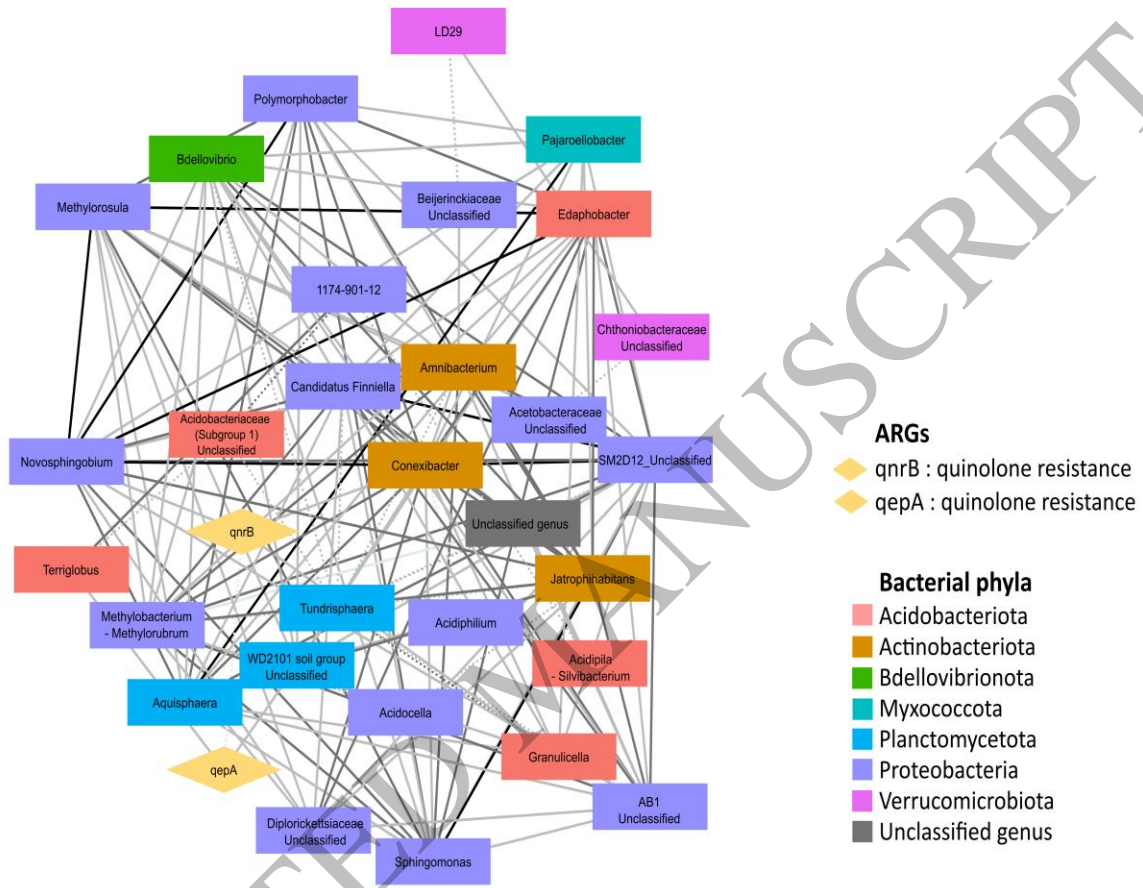 LD29
Polymorphobacter
Pajaroellobacter
Bdellovibrio
Methylorosula
Beijerinckiaceae
Unclassified
Edaphobacter
1174-901-12
Chthoniobacteraceae
Unclassified
Amnibacterium
Candidatus Finniella
Acetobacteraceae
Unclassified
Acidobacteriaceae
(Subgroup 1)
Unclassified
Novosphingobium
Conexibacter
SM2D12_Unclassified
Unclassified genus
qnrB
Terriglobus
Jatrophihabitans
Methylobacterium
- Methylorubrum
Tundrisphaera
Acidiphilium
WD2101 soil group
Unclassified
Acidipila
- Silvibacterium
Aquisphaera
Acidocella
Granulicella
qepA
AB1
Unclassified
Diplorickettsiaceae
Unclassified
Sphingomonas
ARGs
qnrB : quinolone resistance
qepA : quinolone resistance
Bacterial phyla
Acidobacteriota
Actinobacteriota
Bdellovibrionota
Myxococcota
Planctomycetota
Proteobacteria
Verrucomicrobiota
Unclassified genus
TED MANUSCRIPT